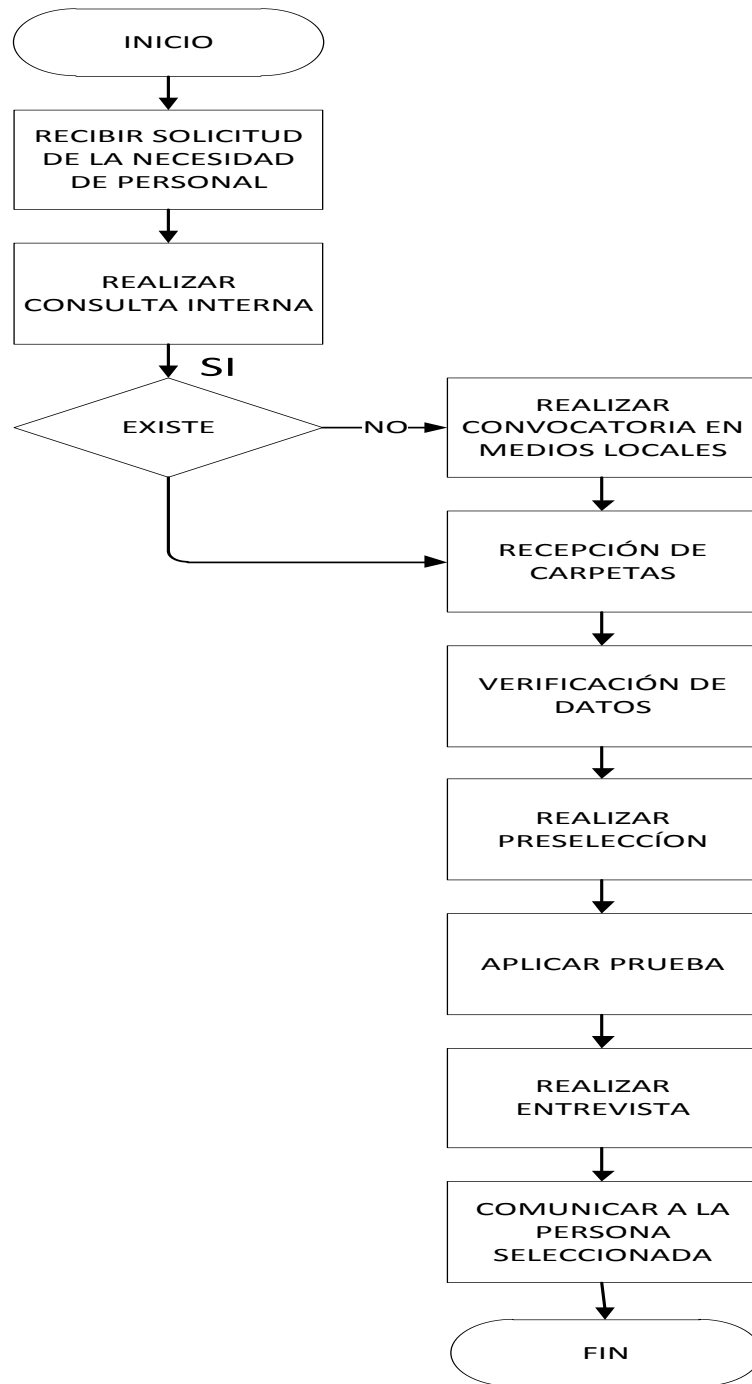 INICIO
RECIBIR SOLICITUD
DE LA NECESIDAD
DE PERSONAL
REALIZAR
CONSULTA INTERNA
SI
EXISTE
NO
REALIZAR
CONVOCATORIA EN
MEDIOS LOCALES
RECEPCIÓN DE
CARPETAS
VERIFICACIÓN DE
DATOS
REALIZAR
PRESELECCÍON
APLICAR PRUEBA
REALIZAR
ENTREVISTA
COMUNICAR A LA
PERSONA
SELECCIONADA
FIN